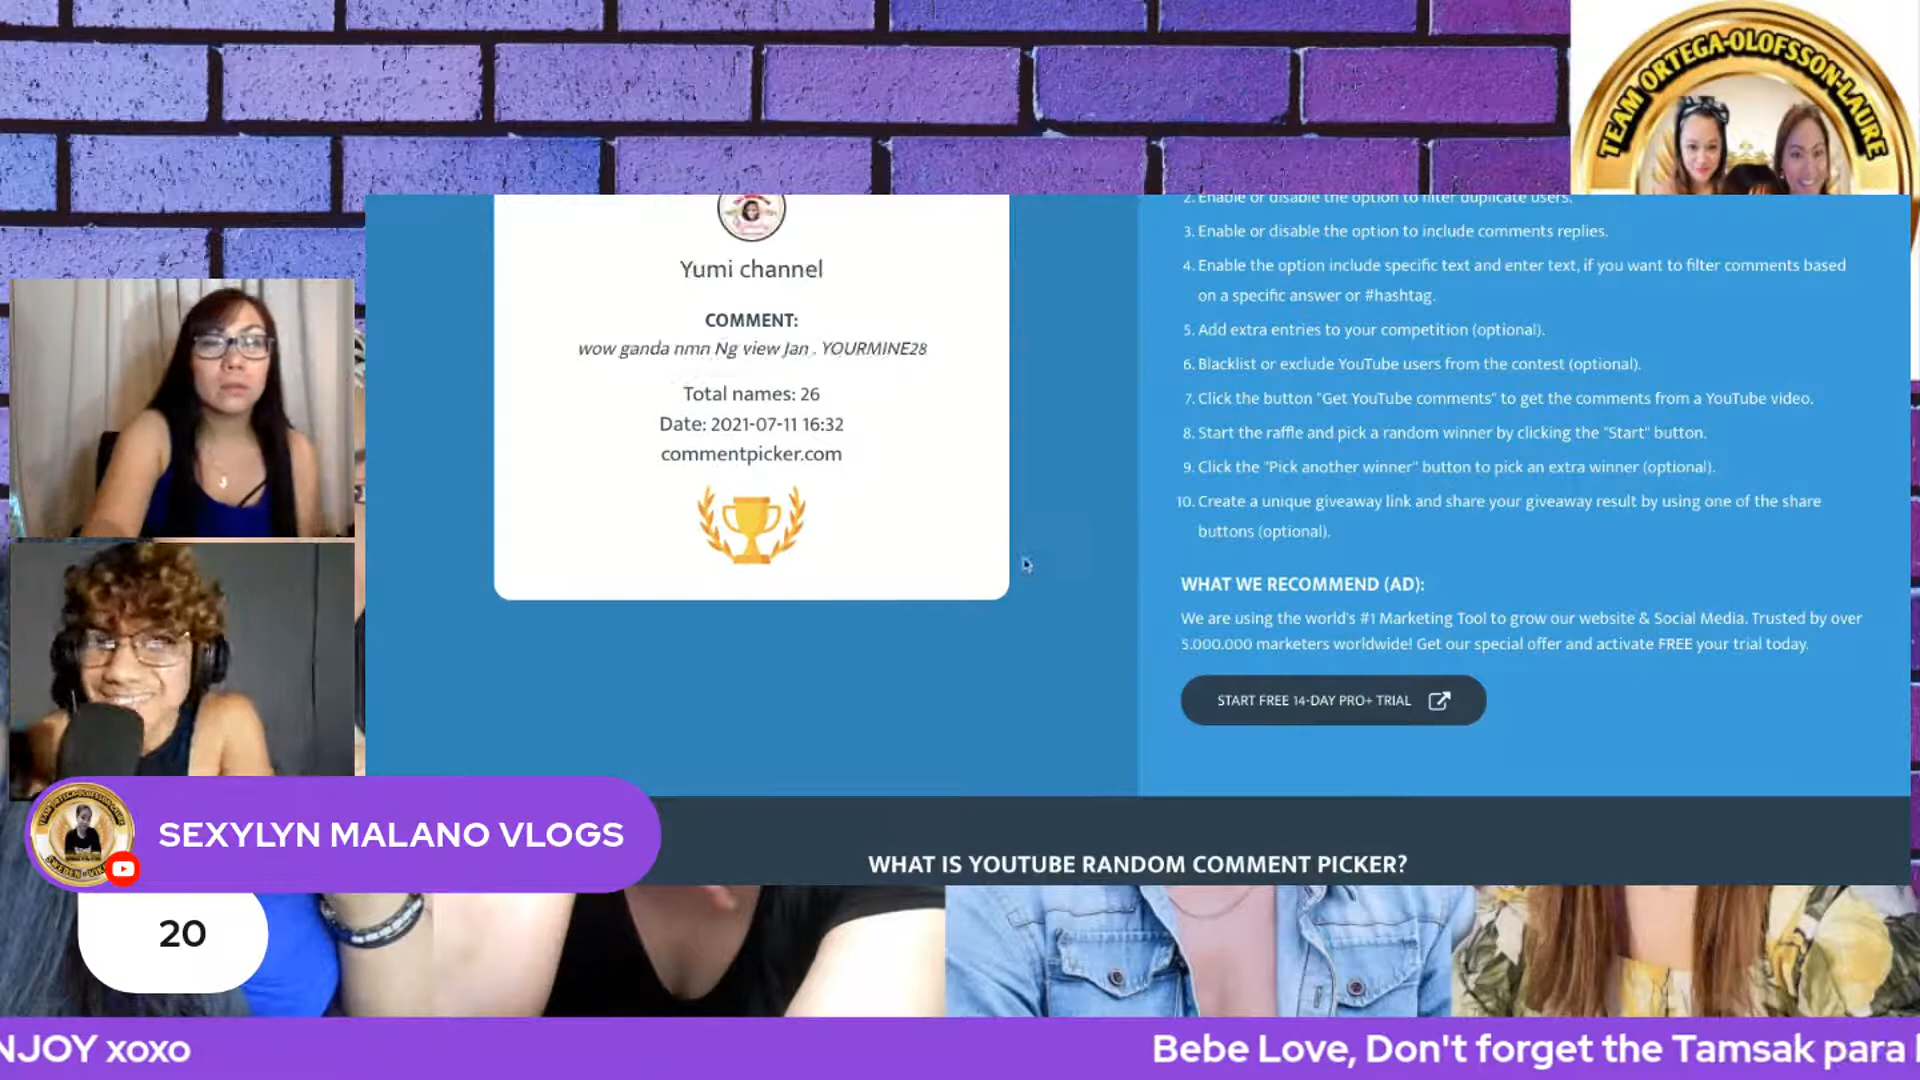 TEAM ORTEGA-OLOFSSON-LAURE
Yumi channel
COMMENT:
wow ganda nmn Ng view Jan . YOURMINE28
Total names: 26
Date: 2021-07-11 16:32
commentpicker.com
2. Enable or disable the option to filter duplicate users.
3. Enable or disable the option to include comments replies.
4. Enable the option include specific text and enter text, if you want to filter comments based
on a specific answer or #hashtag.
5. Add extra entries to your competition (optional).
6. Blacklist or exclude YouTube users from the contest (optional).
7. Click the button "Get YouTube comments" to get the comments from a YouTube video.
8. Start the raffle and pick a random winner by clicking the "Start" button.
9. Click the "Pick another winner" button to pick an extra winner (optional).
10. Create a unique giveaway link and share your giveaway result by using one of the share
buttons (optional).
WHAT WE RECOMMEND (AD):
We are using the world's #1 Marketing Tool to grow our website & Social Media. Trusted by over
5.000.000 marketers worldwide! Get our special offer and activate FREE your trial today.
START FREE 14-DAY PRO+ TRIAL
SEXYLYN MALANO VLOGS
WHAT IS YOUTUBE RANDOM COMMENT PICKER?
20
NJOY xoxo
Bebe Love, Don't forget the Tamsak para